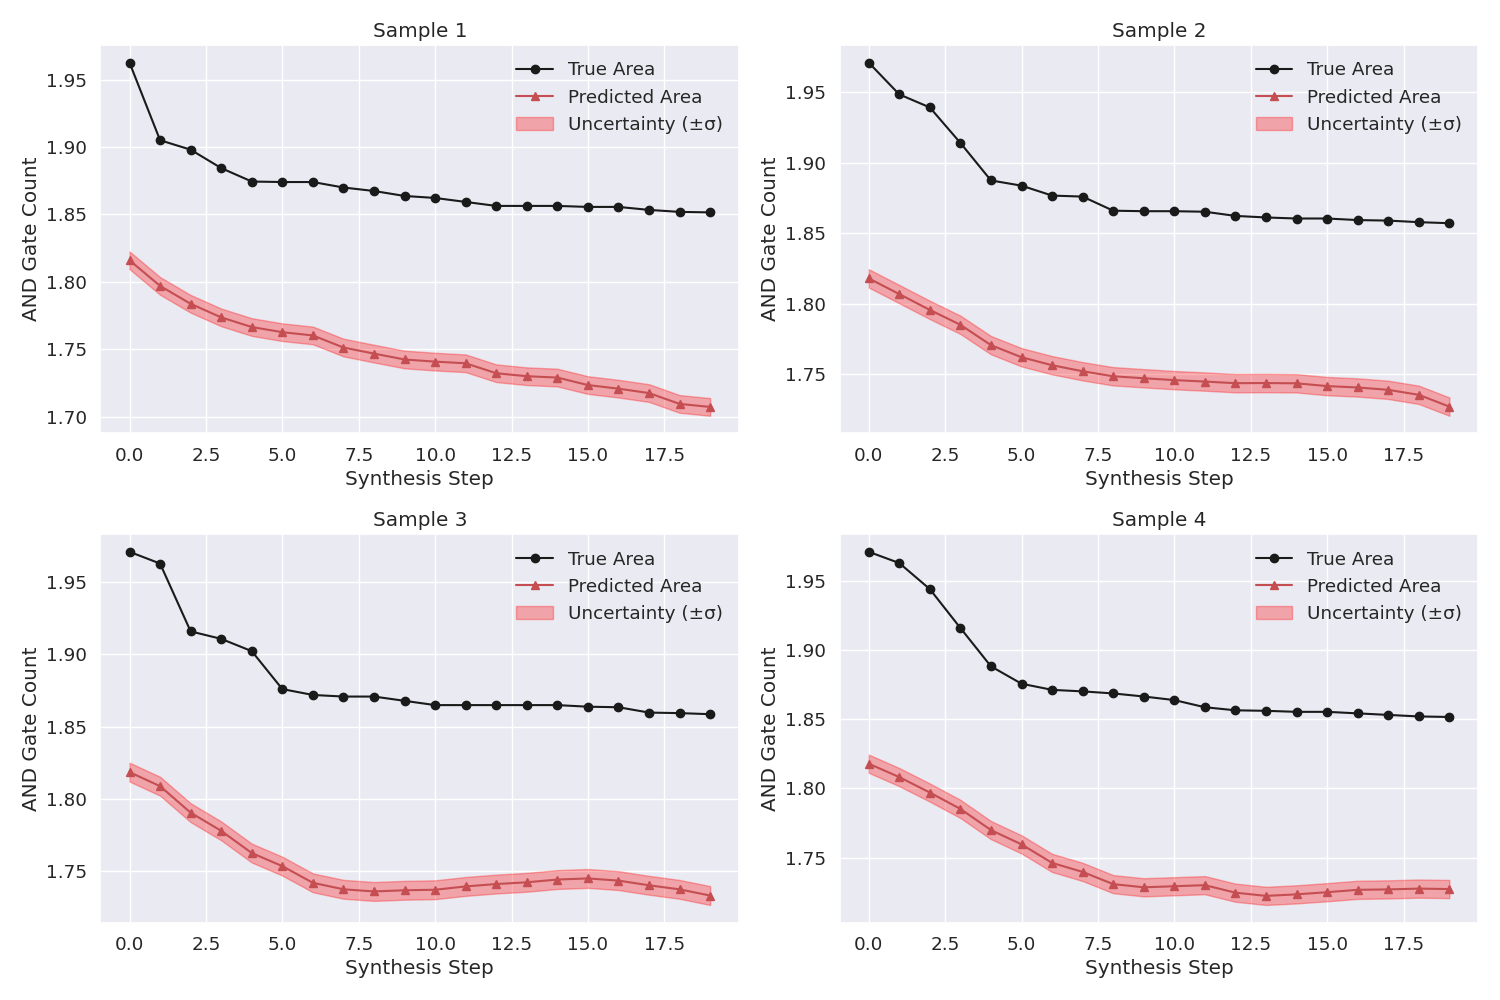 Sample 1
True Area
Predicted Area
Uncertainty (±σ)
AND Gate Count
1.95
1.90
1.85
1.80
1.75
1.70
0.0 2.5 5.0 7.5 10.0 12.5 15.0 17.5
Synthesis Step
Sample 2
True Area
Predicted Area
Uncertainty (±σ)
AND Gate Count
1.95
1.90
1.85
1.80
1.75
0.0 2.5 5.0 7.5 10.0 12.5 15.0 17.5
Synthesis Step
Sample 3
True Area
Predicted Area
Uncertainty (±σ)
AND Gate Count
1.95
1.90
1.85
1.80
1.75
0.0 2.5 5.0 7.5 10.0 12.5 15.0 17.5
Synthesis Step
Sample 4
True Area
Predicted Area
Uncertainty (±σ)
AND Gate Count
1.95
1.90
1.85
1.80
1.75
0.0 2.5 5.0 7.5 10.0 12.5 15.0 17.5
Synthesis Step